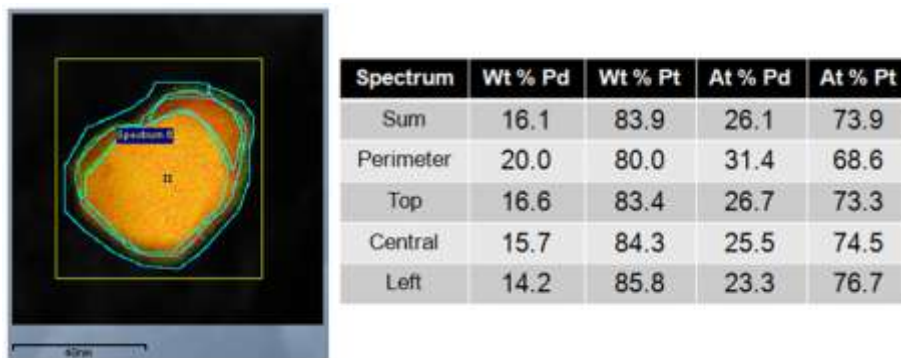 Spectrum Wt % Pd Wt % Pt At % Pd At % Pt
Sum 16.1 83.9 26.1 73.9
Perimeter 20.0 80.0 31.4 68.6
Top 16.6 83.4 26.7 73.3
Central 15.7 84.3 25.5 74.5
Left 14.2 85.8 23.3 76.7
Spectrum